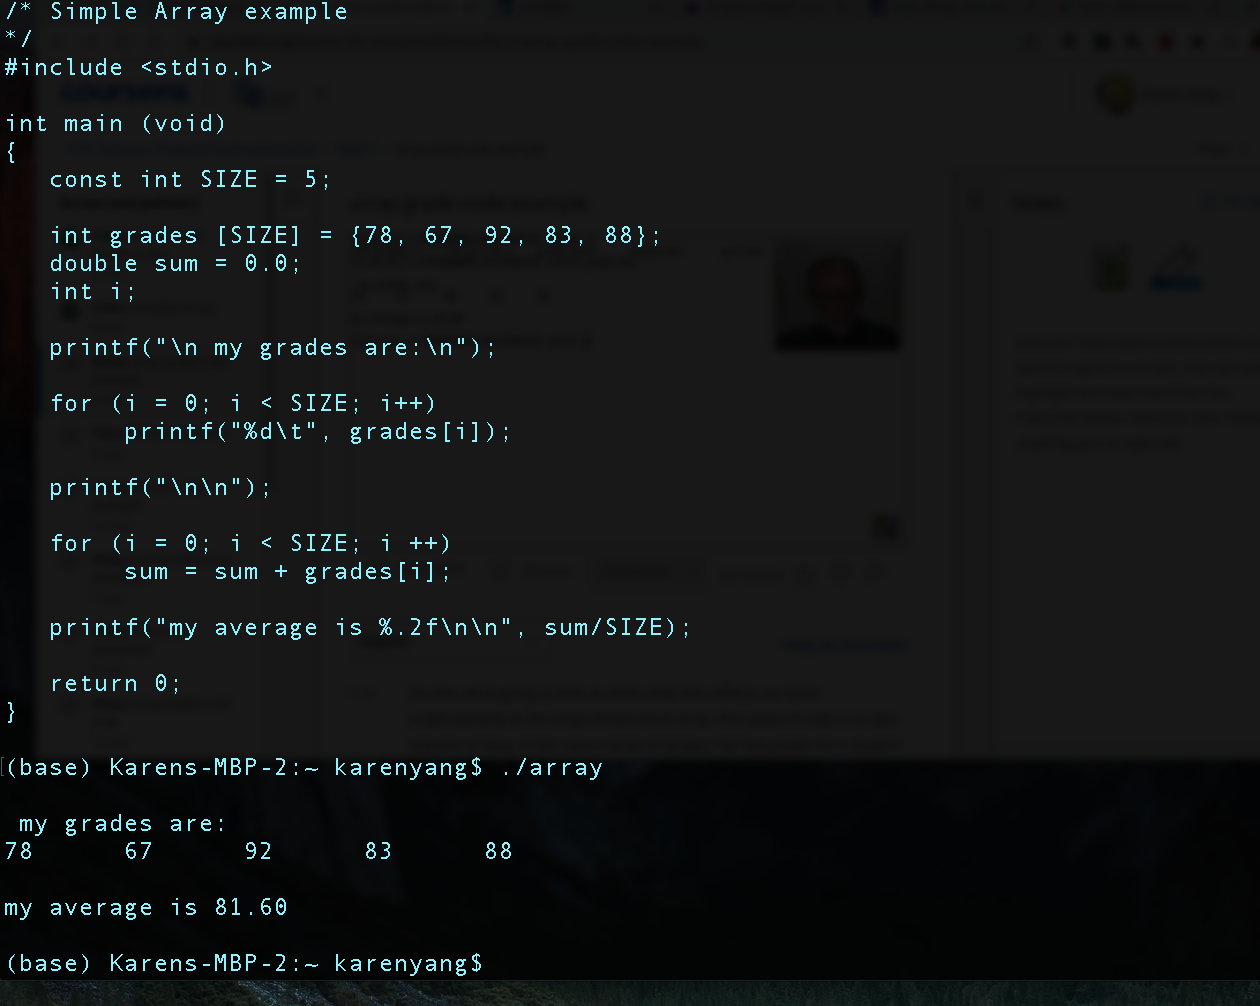 /* Simple Array example
*/
#include <stdio.h>
int main (void)
{
const int SIZE = 5;
int grades [SIZE] = {78, 67, 92, 83, 88};
double sum = 0.0;
int i;
printf("\n my grades are:\n");
for (i = 0; i < SIZE; i++)
printf("%d\t", grades[i]);
printf("\n\n");
for (i = 0; i < SIZE; i ++)
sum = sum + grades[i];
printf("my average is %.2f\n\n", sum/SIZE);
return 0;
}
(base) Karens-MBP-2:~ karenyang$ ./array
my grades are:
78 67 92 83 88
my average is 81.60
(base) Karens-MBP-2:~ karenyang$